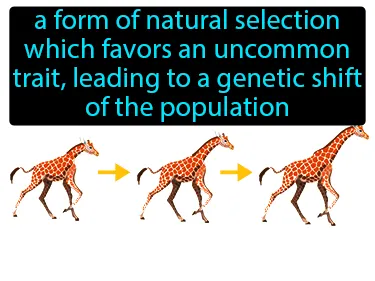 a form of natural selection
which favors an uncommon
trait, leading to a genetic shift
of the population